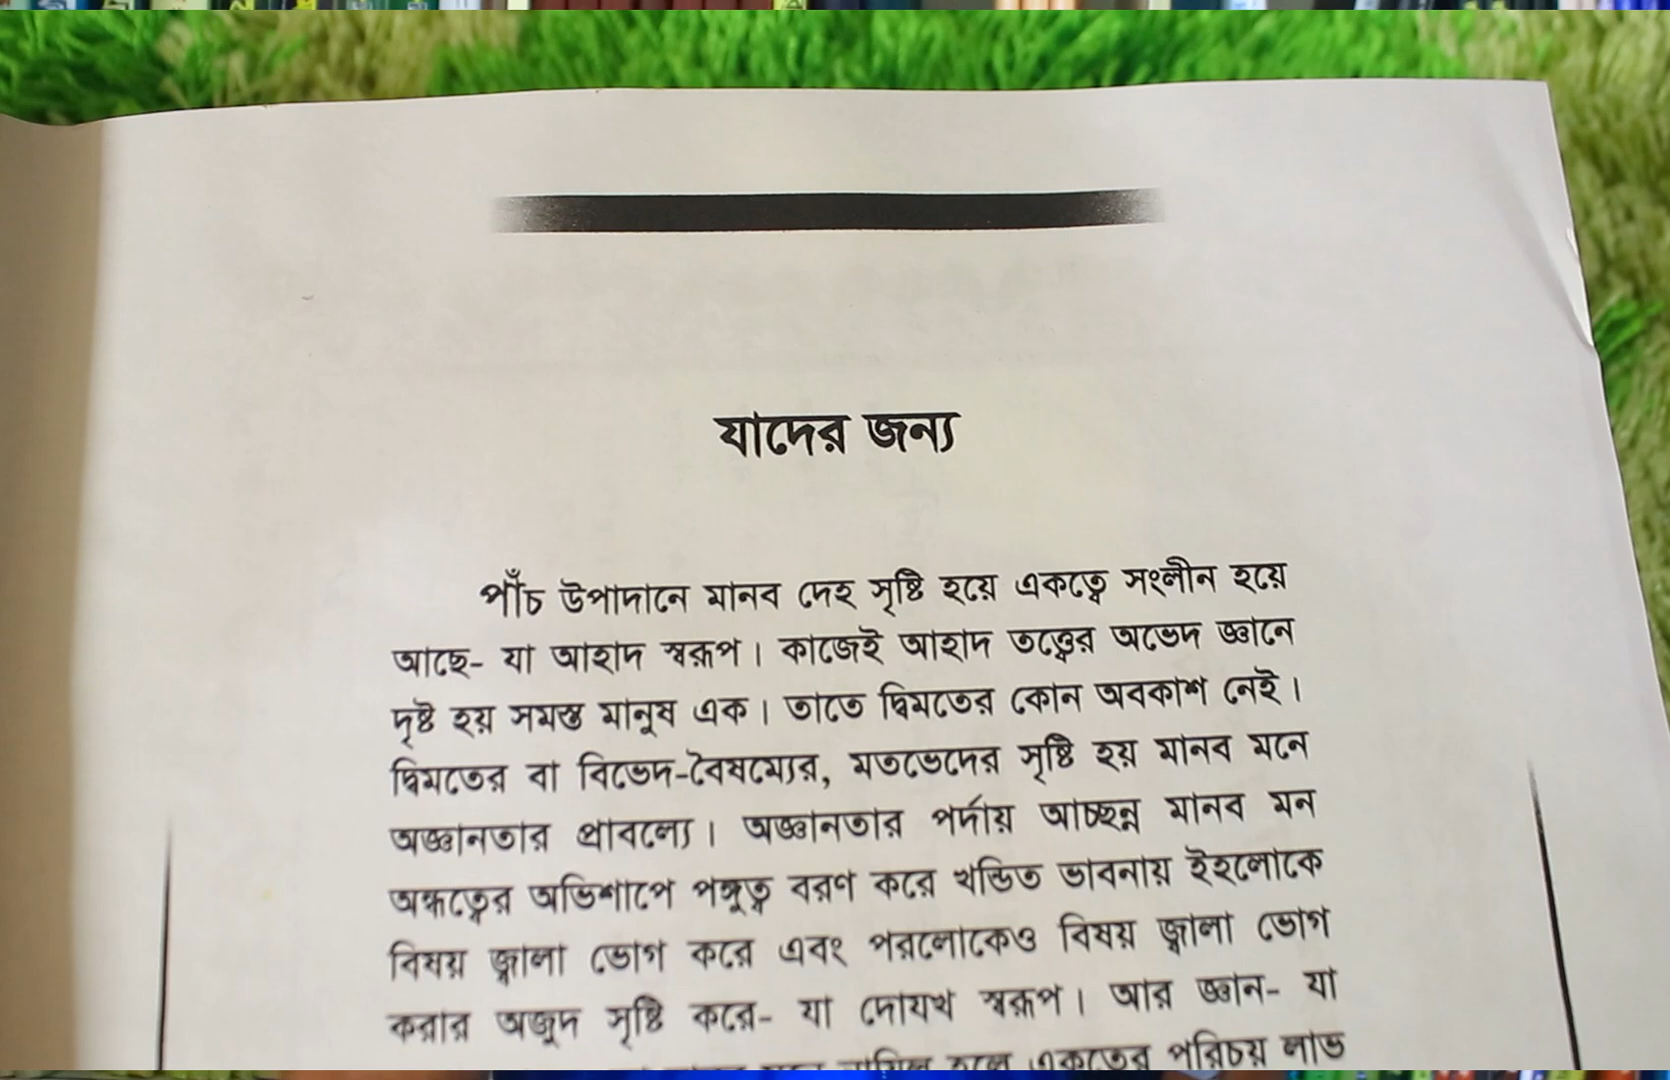 যাদের জন্য
পাঁচ উপাদানে মানব দেহ সৃষ্টি হয়ে একত্বে সংলীন হয়ে
আছে- যা আহাদ স্বরূপ। কাজেই আহাদ তত্ত্বের অভেদ জ্ঞানে
দৃষ্ট হয় সমস্ত মানুষ এক। তাতে দ্বিমতের কোন অবকাশ নেই।
দ্বিমতের বা বিভেদ-বৈষম্যের, মতভেদের সৃষ্টি হয় মানব মনে
অজ্ঞানতার প্রাবল্যে। অজ্ঞানতার পর্দায় আচ্ছন্ন মানব মন
অন্ধত্বের অভিশাপে পঙ্গুত্ব বরণ করে খন্ডিত ভাবনায় ইহলোকে
বিষয় জ্বালা ভোগ করে এবং পরলোকেও বিষয় জ্বালা ভোগ
করার অজুদ সৃষ্টি করে- যা দোযখ স্বরূপ। আর জ্ঞান- যা
হলে একত্বের পরিচয় লাভ